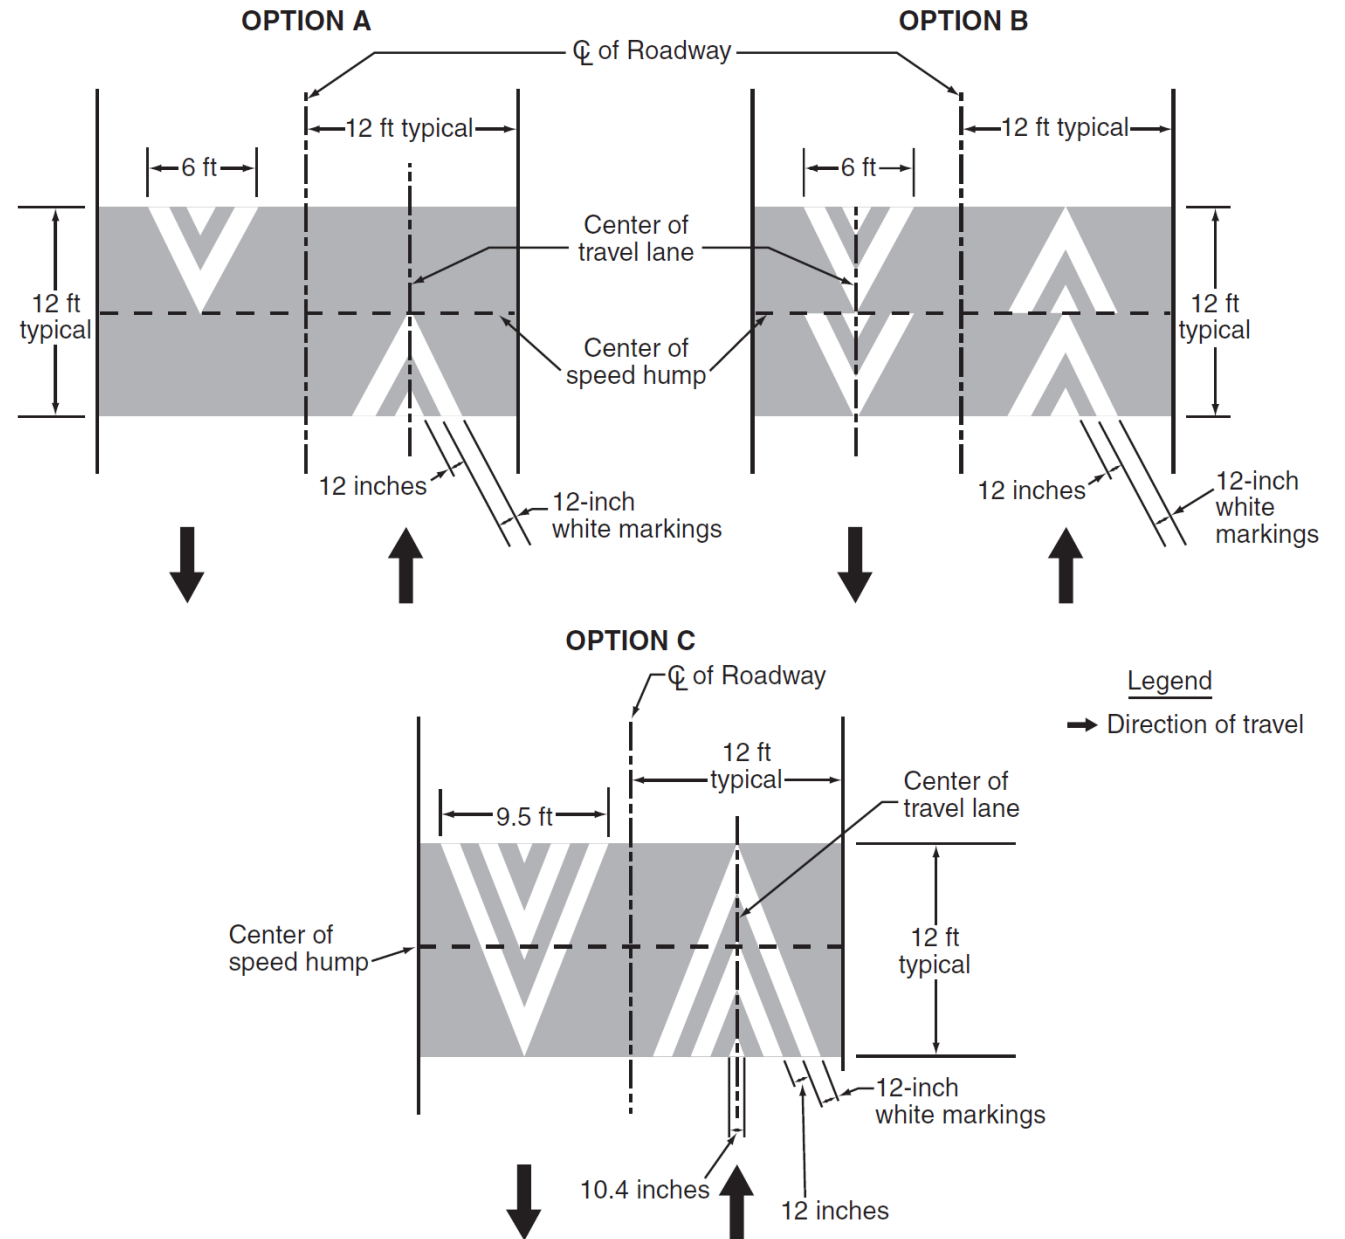 OPTION A
OPTION B
℄ of Roadway
12 ft typical
12 ft typical
6 ft
6 ft
Center of
travel lane
12 ft
typical
12 ft
typical
Center of
speed hump
12 inches
12-inch
white markings
12 inches
12-inch
white
markings
OPTION C
℄ of Roadway
Legend
Direction of travel
12 ft
typical
9.5 ft
Center of
travel lane
Center of
speed hump
12 ft
typical
12-inch
white markings
10.4 inches
12 inches